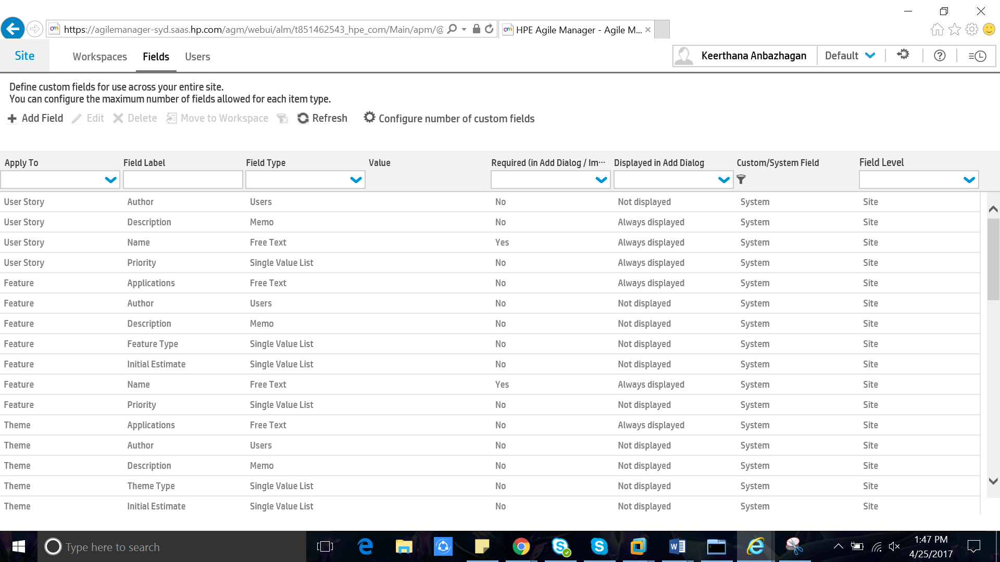 https://agilemanager-syd.saas.hp.com/agm/webui/alm/t851462543_hpe_com/Main/apm/@
HPE Agile Manager - Agile M...
Site
Workspaces
Fields
Users
Keerthana Anbazhagan
Default
Define custom fields for use across your entire site.
You can configure the maximum number of fields allowed for each item type.
Add Field
Edit
Delete
Move to Workspace
Refresh
Configure number of custom fields
Apply To Field Label Field Type Value Required (in Add Dialog / Im... Displayed in Add Dialog Custom/System Field Field Level
User Story Author Users No Not displayed System Site
User Story Description Memo No Always displayed System Site
User Story Name Free Text Yes Always displayed System Site
User Story Priority Single Value List No Always displayed System Site
Feature Applications Free Text No Always displayed System Site
Feature Author Users No Not displayed System Site
Feature Description Memo No Not displayed System Site
Feature Feature Type Single Value List No Not displayed System Site
Feature Initial Estimate Single Value List No Not displayed System Site
Feature Name Free Text Yes Always displayed System Site
Feature Priority Single Value List No Not displayed System Site
Theme Applications Free Text No Always displayed System Site
Theme Author Users No Not displayed System Site
Theme Description Memo No Not displayed System Site
Theme Theme Type Single Value List No Not displayed System Site
Theme Initial Estimate Single Value List No Not displayed System Site
Type here to search
1:47 PM
4/25/2017